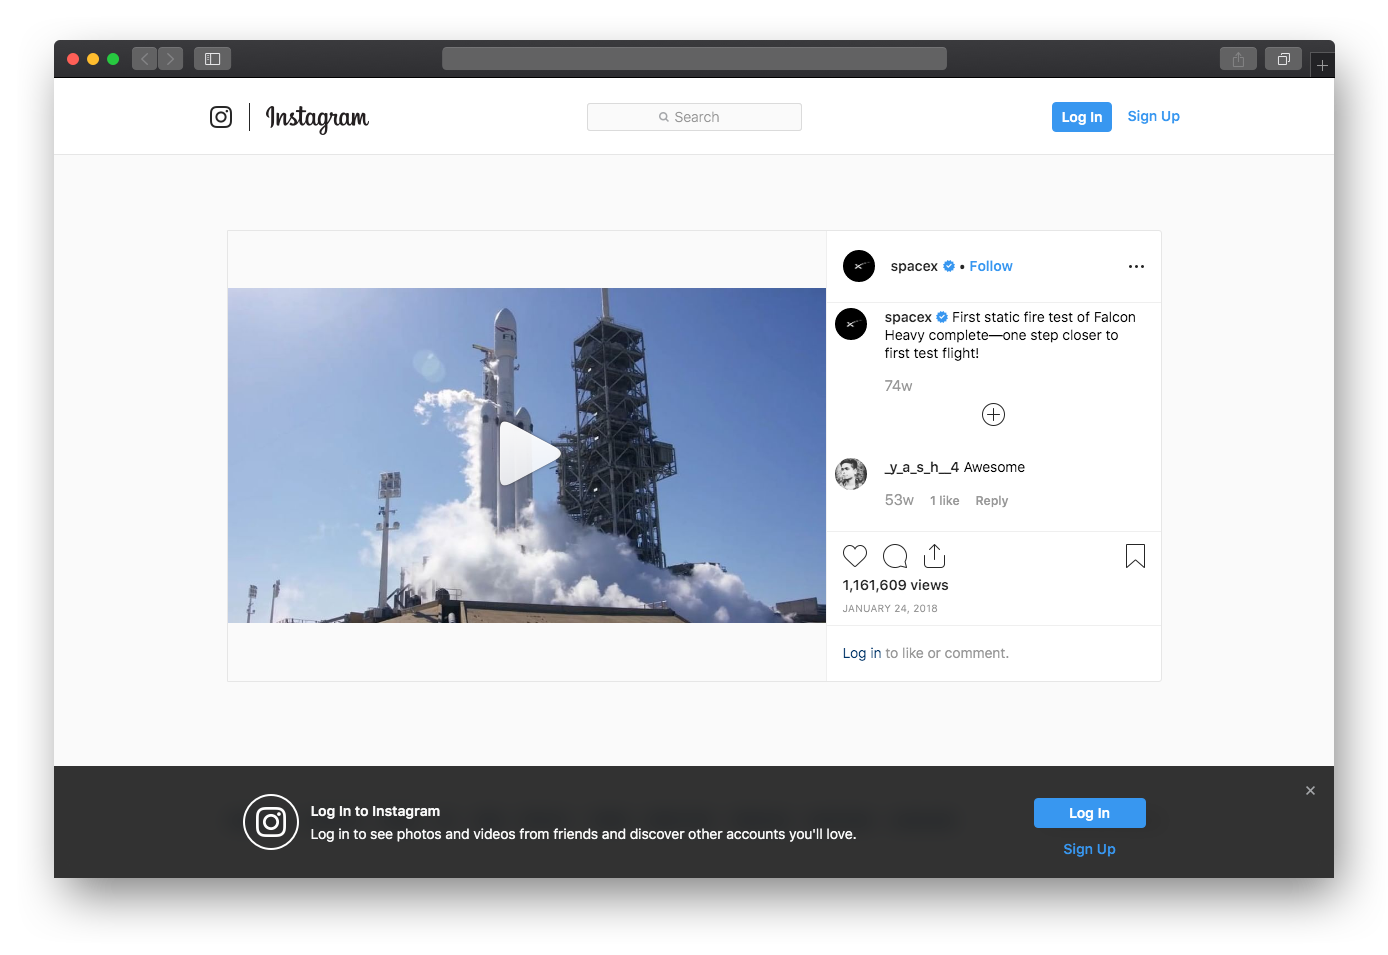 Instagram
Search
Log In
Sign Up
spacex • Follow
spacex First static fire test of Falcon
Heavy complete—one step closer to
first test flight!
74w
_y_a_s_h__4 Awesome
53w 1 like Reply
1,161,609 views
JANUARY 24, 2018
Log in to like or comment.
Log In to Instagram
Log in to see photos and videos from friends and discover other accounts you'll love.
Log In
Sign Up